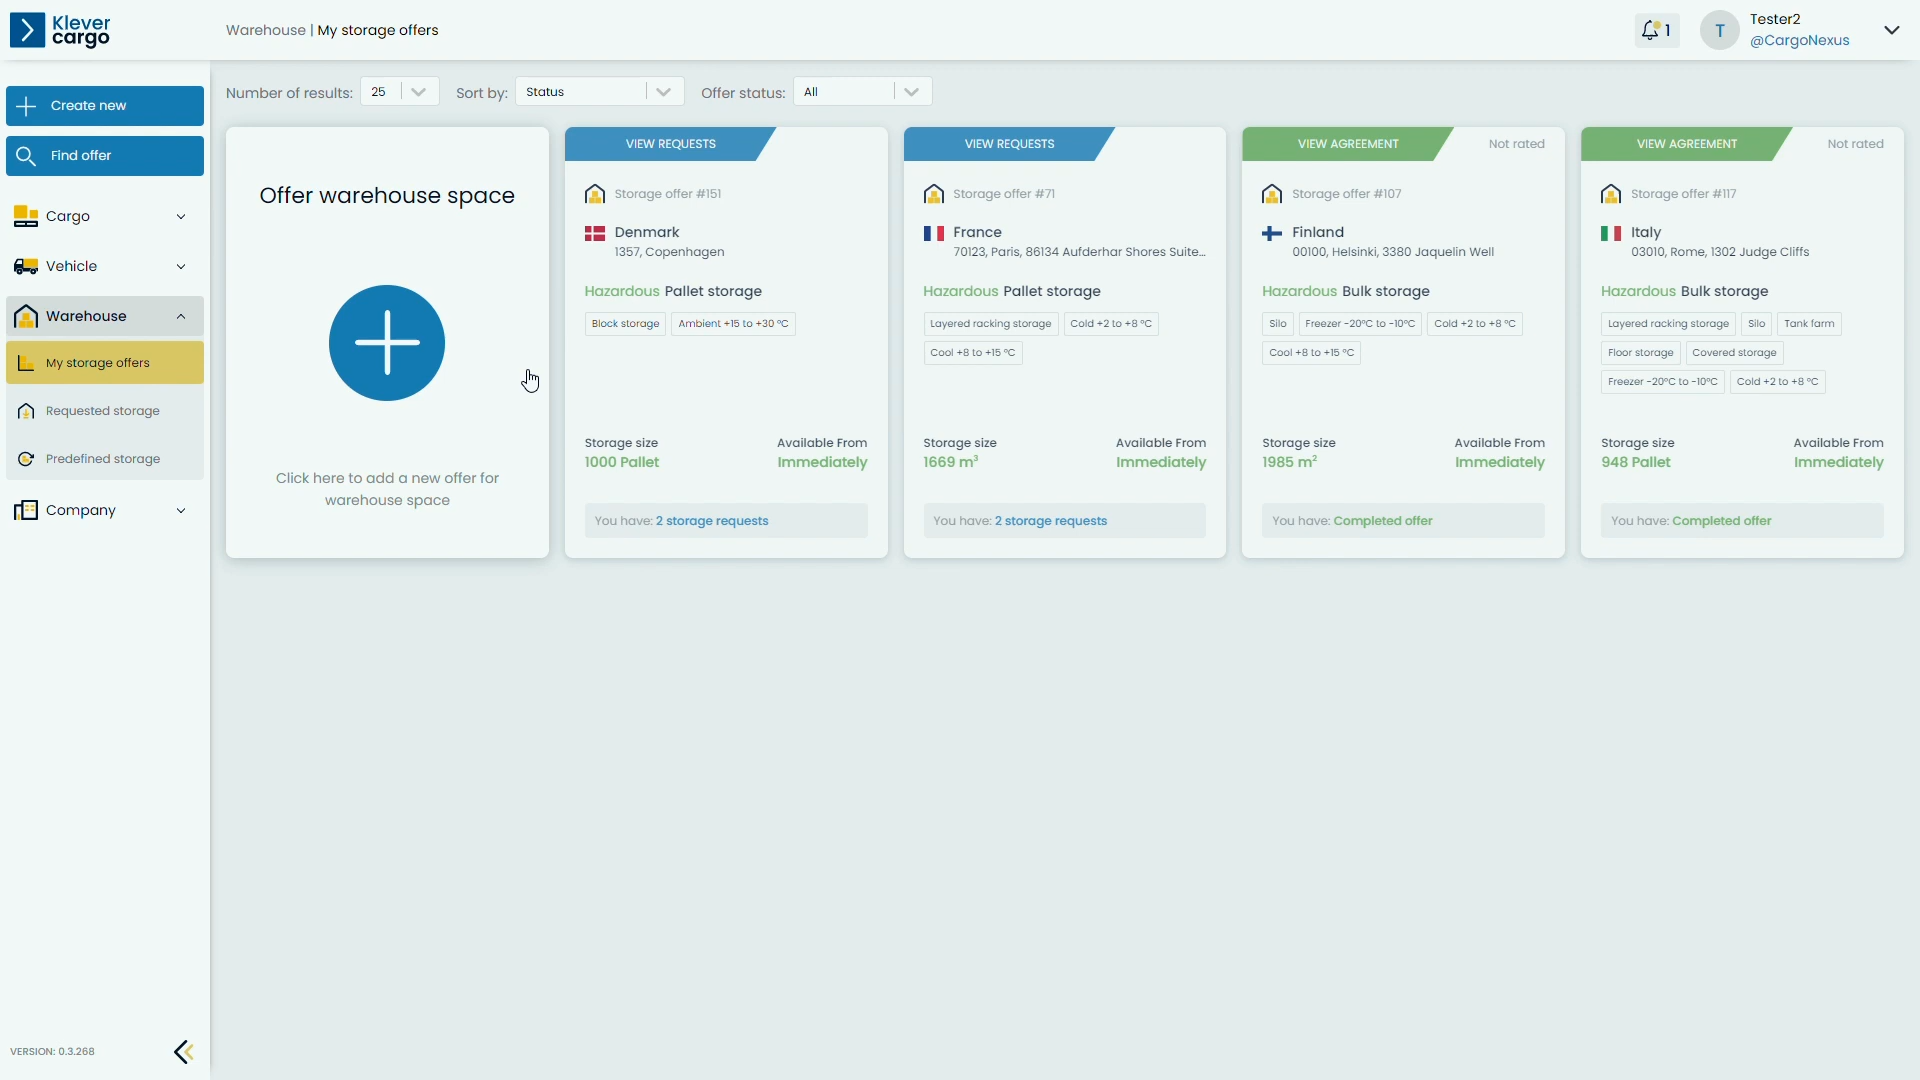 Klever
cargo
Warehouse | My storage offers
1
T
Tester2
@CargoNexus
Create new
Find offer
Cargo
Vehicle
Warehouse
My storage offers
Requested storage
Predefined storage
Company
VERSION: 0.3.268
Number of results: 25
Sort by: Status
Offer status: All
Offer warehouse space
Click here to add a new offer for
warehouse space
VIEW REQUESTS
Storage offer #151
Denmark
1357, Copenhagen
Hazardous Pallet storage
Block storage Ambient +15 to +30 °C
Storage size Available From
1000 Pallet Immediately
You have: 2 storage requests
VIEW REQUESTS
Storage offer #71
France
70123, Paris, 86134 Aufderhar Shores Suite...
Hazardous Pallet storage
Layered racking storage Cold +2 to +8 °C
Cool +8 to +15 °C
Storage size Available From
1669 m³ Immediately
You have: 2 storage requests
VIEW AGREEMENT Not rated
Storage offer #107
Finland
00100, Helsinki, 3380 Jaquelin Well
Hazardous Bulk storage
Silo Freezer -20°C to -10°C Cold +2 to +8 °C
Cool +8 to +15 °C
Storage size Available From
1985 m² Immediately
You have: Completed offer
VIEW AGREEMENT Not rated
Storage offer #117
Italy
03010, Rome, 1302 Judge Cliffs
Hazardous Bulk storage
Layered racking storage Silo Tank farm
Floor storage Covered storage
Freezer -20°C to -10°C Cold +2 to +8 °C
Storage size Available From
948 Pallet Immediately
You have: Completed offer